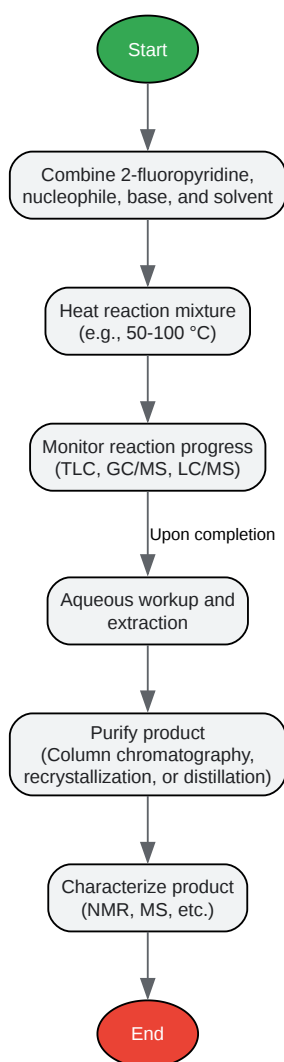 Start
Combine 2-fluoropyridine,
nucleophile, base, and solvent
Heat reaction mixture
(e.g., 50-100 °C)
Monitor reaction progress
(TLC, GC/MS, LC/MS)
Upon completion
Aqueous workup and
extraction
Purify product
(Column chromatography,
recrystallization, or distillation)
Characterize product
(NMR, MS, etc.)
End